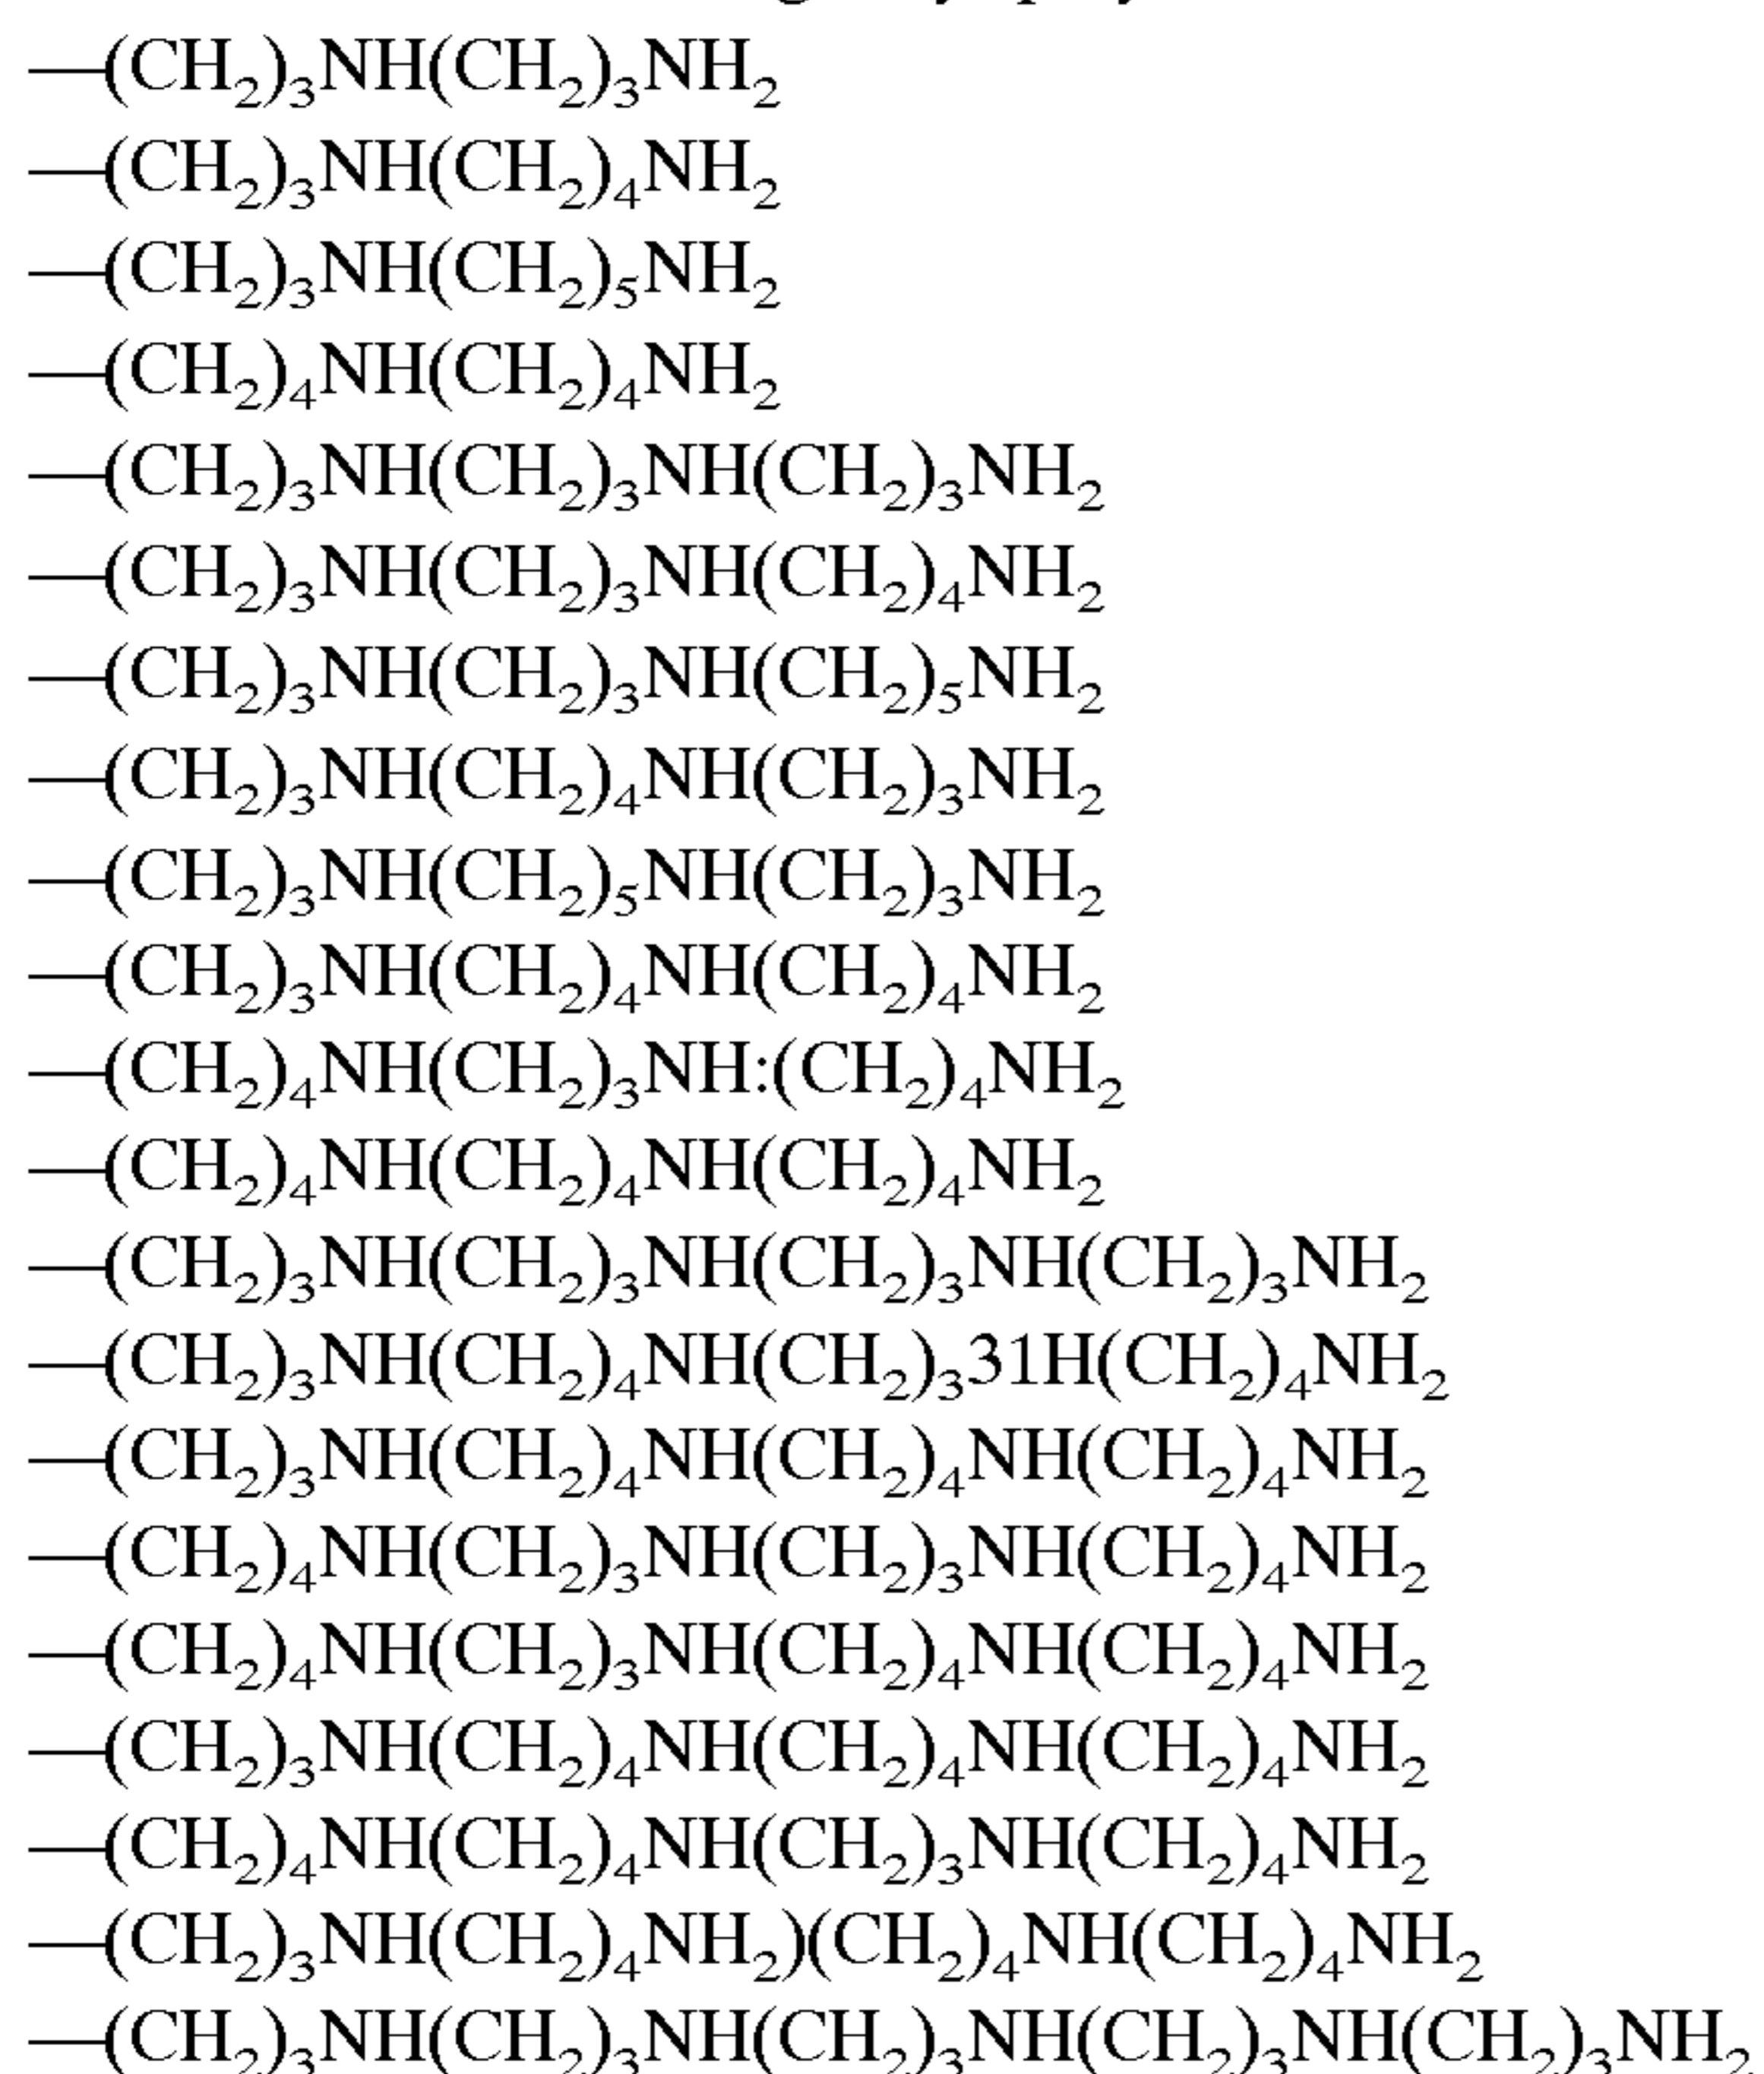 —(CH₂)₃NH(CH₂)₃NH₂
—(CH₂)₃NH(CH₂)₄NH₂
—(CH₂)₃NH(CH₂)₅NH₂
—(CH₂)₄NH(CH₂)₄NH₂
—(CH₂)₃NH(CH₂)₃NH(CH₂)₃NH₂
—(CH₂)₃NH(CH₂)₃NH(CH₂)₄NH₂
—(CH₂)₃NH(CH₂)₃NH(CH₂)₅NH₂
—(CH₂)₃NH(CH₂)₄NH(CH₂)₃NH₂
—(CH₂)₃NH(CH₂)₅NH(CH₂)₃NH₂
—(CH₂)₃NH(CH₂)₄NH(CH₂)₄NH₂
—(CH₂)₄NH(CH₂)₃NH:(CH₂)₄NH₂
—(CH₂)₄NH(CH₂)₄NH(CH₂)₄NH₂
—(CH₂)₃NH(CH₂)₃NH(CH₂)₃NH(CH₂)₃NH₂
—(CH₂)₃NH(CH₂)₄NH(CH₂)₃31H(CH₂)₄NH₂
—(CH₂)₃NH(CH₂)₄NH(CH₂)₄NH(CH₂)₄NH₂
—(CH₂)₄NH(CH₂)₃NH(CH₂)₃NH(CH₂)₄NH₂
—(CH₂)₄NH(CH₂)₃NH(CH₂)₄NH(CH₂)₄NH₂
—(CH₂)₃NH(CH₂)₄NH(CH₂)₄NH(CH₂)₄NH₂
—(CH₂)₄NH(CH₂)₄NH(CH₂)₃NH(CH₂)₄NH₂
—(CH₂)₃NH(CH₂)₄NH₂)(CH₂)₄NH(CH₂)₄NH₂
—(CH₂)₃NH(CH₂)₃NH(CH₂)₃NH(CH₂)₃NH(CH₂)₃NH₂